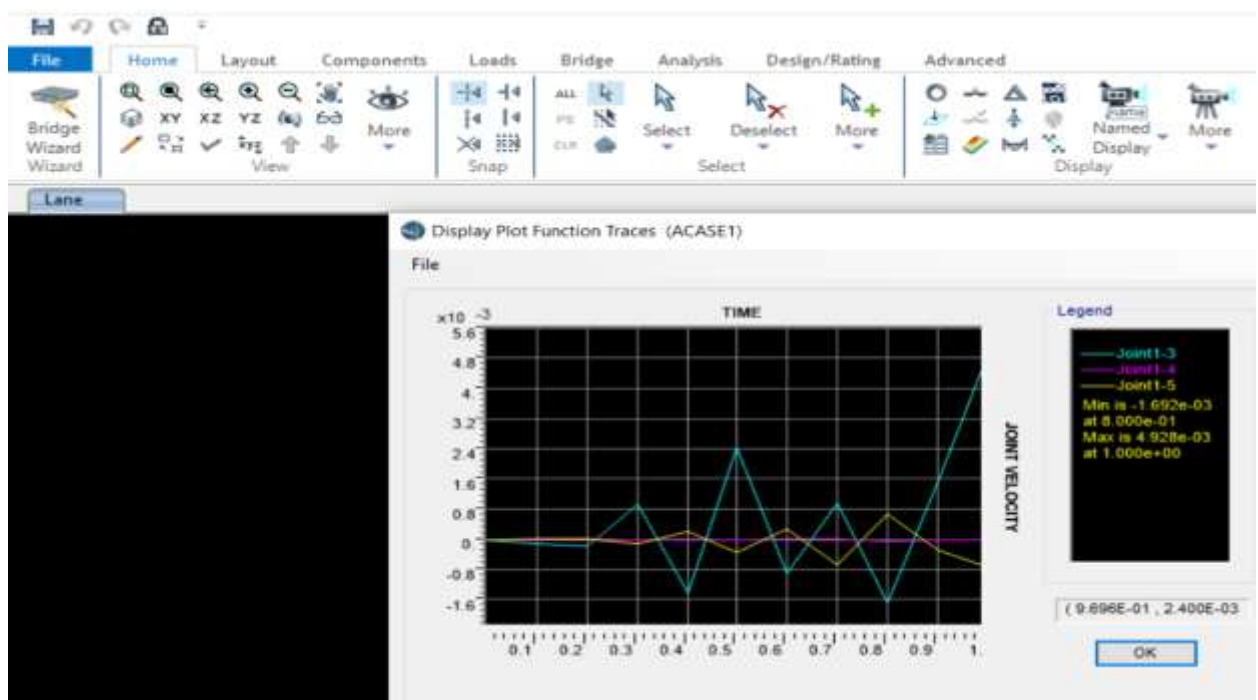 File Home Layout Components Loads Bridge Analysis Design/Rating Advanced
Bridge Wizard
Wizard
XY XZ YZ
More
View
Snap
ALL
PS
CLR
Select
Deselect
More
Select
name
Named Display
More
Display
Lane
Display Plot Function Traces (ACASE1)
File
x10 -3
TIME
5.6
4.8
4.
3.2
2.4
1.6
0.8
0.
-0.8
-1.6
0.1 0.2 0.3 0.4 0.5 0.6 0.7 0.8 0.9 1.
JOINT VELOCITY
Legend
Joint1-3
Joint1-4
Joint1-5
Min is -1.692e-03
at 8.000e-01
Max is 4.928e-03
at 1.000e+00
( 9.696E-01 , 2.400E-03
OK